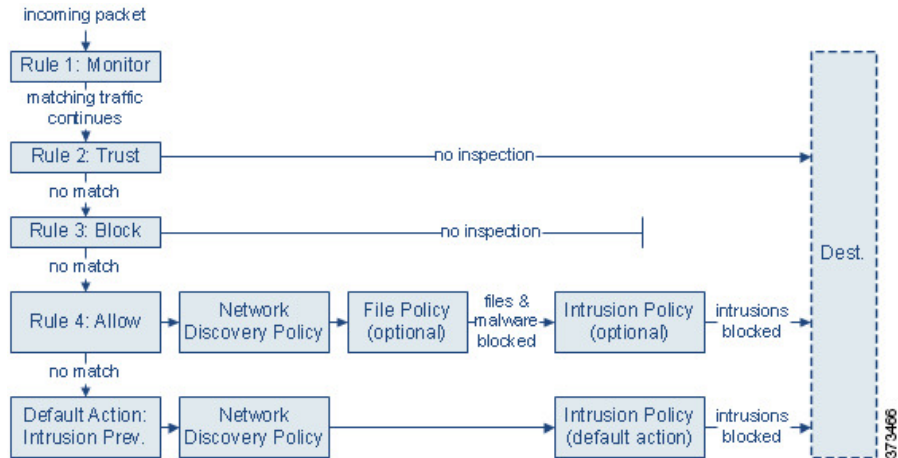 incoming packet
Rule 1: Monitor
matching traffic
continues
Rule 2: Trust
no inspection
no match
Rule 3: Block
no inspection
no match
Dest.
Rule 4: Allow
Network
Discovery Policy
File Policy
(optional)
files &
malware
blocked
Intrusion Policy
(optional)
intrusions
blocked
no match
Default Action:
Intrusion Prev.
Network
Discovery Policy
Intrusion Policy
(default action)
intrusions
blocked
373466